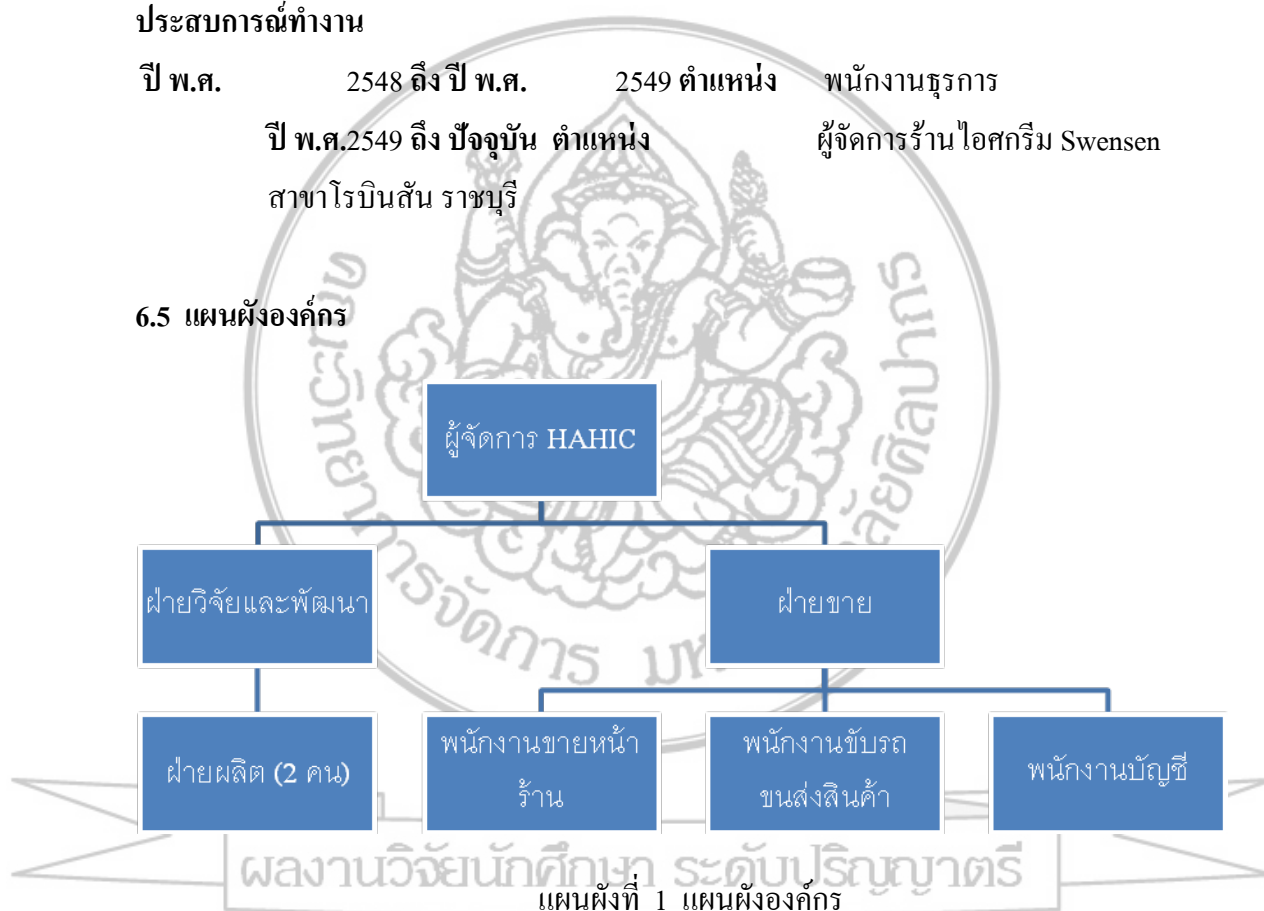 ประสบการณ์ทำงาน
ปี พ.ศ. 2548 ถึง ปี พ.ศ. 2549 ตำแหน่ง พนักงานธุรการ
ปี พ.ศ.2549 ถึง ปัจจุบัน ตำแหน่ง ผู้จัดการร้านไอศกรีม Swensen
สาขาโรบินสัน ราชบุรี
6.5 แผนผังองค์กร
ผู้จัดการ HAHIC
ฝ่ายวิจัยและพัฒนา
ฝ่ายขาย
ฝ่ายผลิต (2 คน)
พนักงานขายหน้า
ร้าน
พนักงานขับรถ
ขนส่งสินค้า
พนักงานบัญชี
ผลงานวิจัยนักศึกษา ระดับปริญญาตรี
แผนผังที่ 1 แผนผังองค์กร